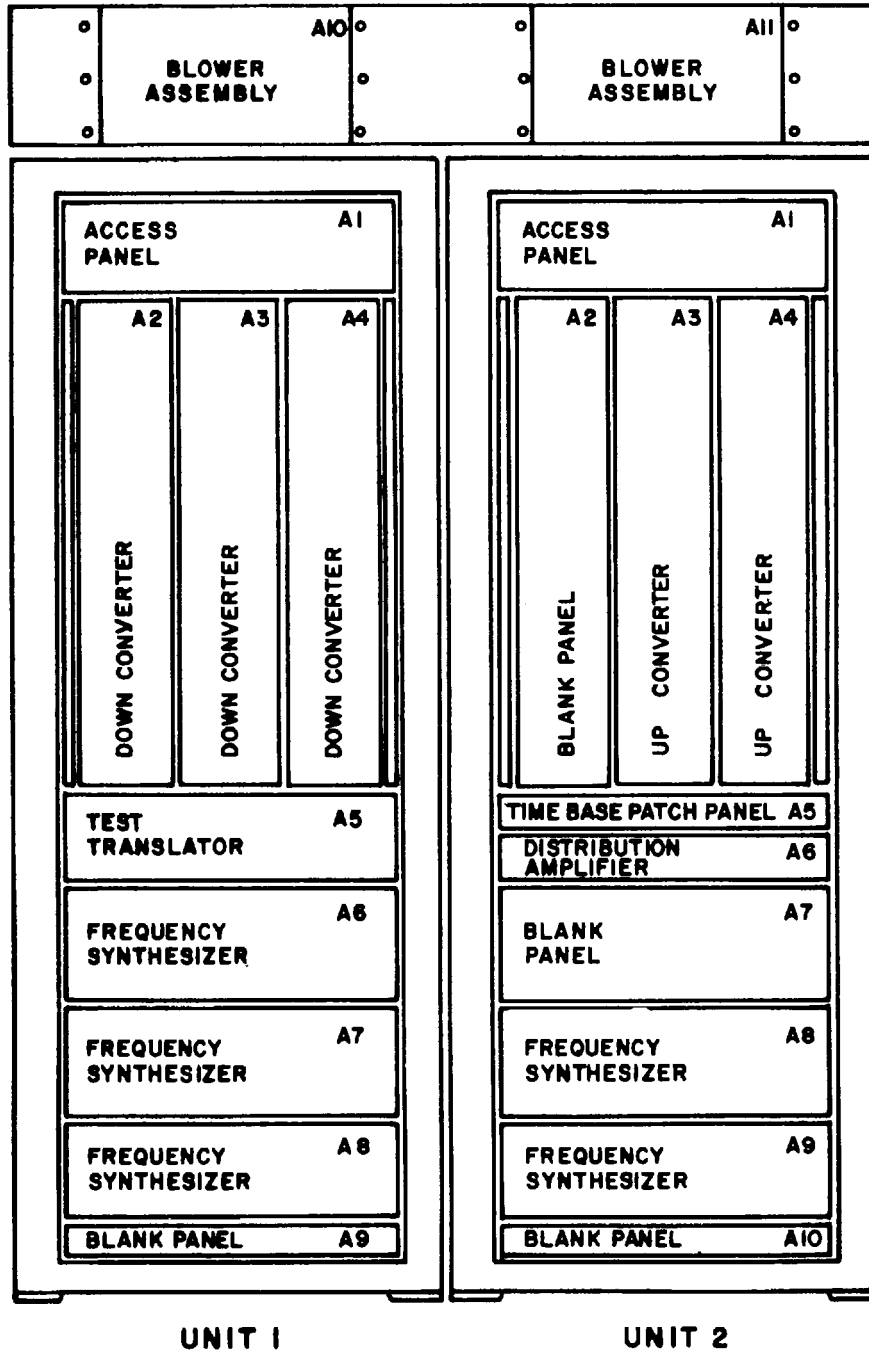 A10
BLOWER
ASSEMBLY
A11
BLOWER
ASSEMBLY
ACCESS
PANEL
A1
A2
DOWN CONVERTER
A3
DOWN CONVERTER
A4
DOWN CONVERTER
TEST
TRANSLATOR
A5
FREQUENCY
SYNTHESIZER
A6
FREQUENCY
SYNTHESIZER
A7
FREQUENCY
SYNTHESIZER
A8
BLANK PANEL A9
UNIT 1
ACCESS
PANEL
A1
A2
BLANK PANEL
A3
UP CONVERTER
A4
UP CONVERTER
TIME BASE PATCH PANEL A5
DISTRIBUTION
AMPLIFIER
A6
BLANK
PANEL
A7
FREQUENCY
SYNTHESIZER
A8
FREQUENCY
SYNTHESIZER
A9
BLANK PANEL A10
UNIT 2